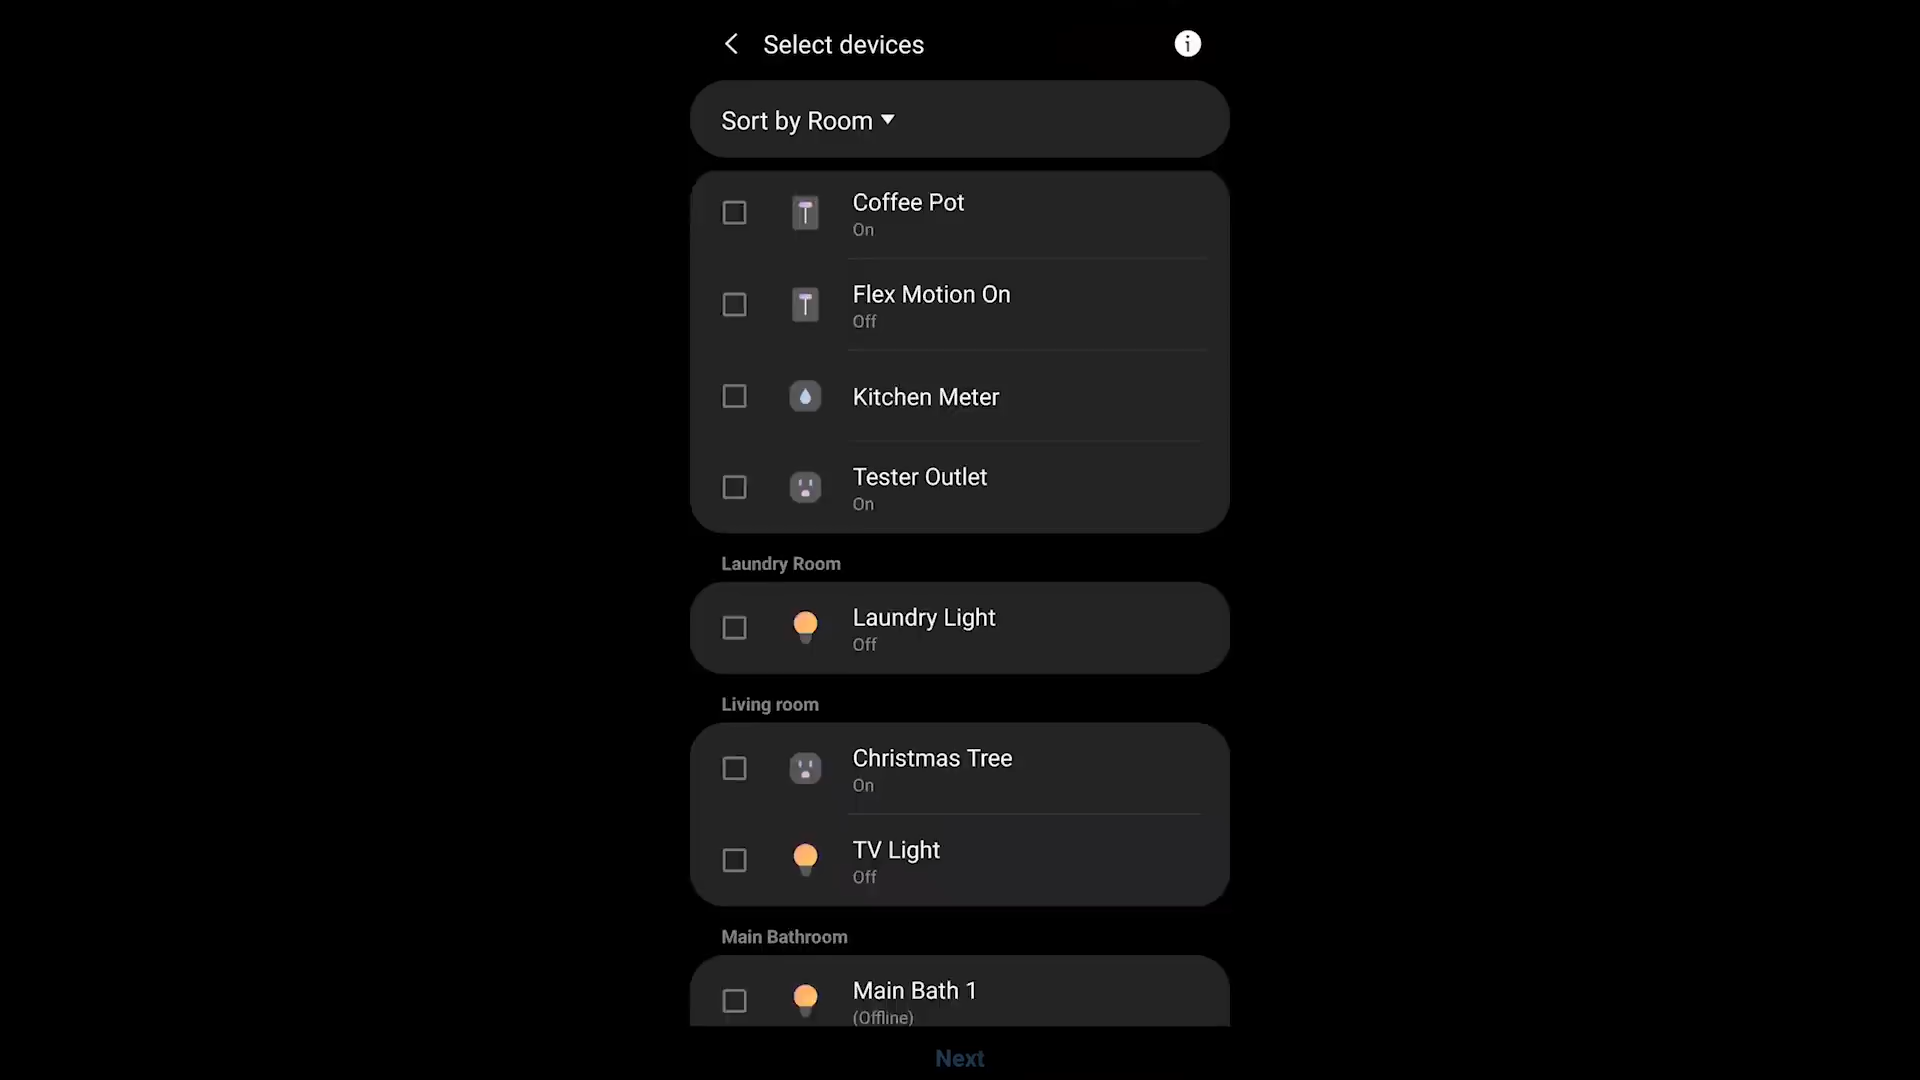 Select devices
Sort by Room
Coffee Pot
On
Flex Motion On
Off
Kitchen Meter
Tester Outlet
On
Laundry Room
Laundry Light
Off
Living room
Christmas Tree
On
TV Light
Off
Main Bathroom
Main Bath 1
(Offline)
Next